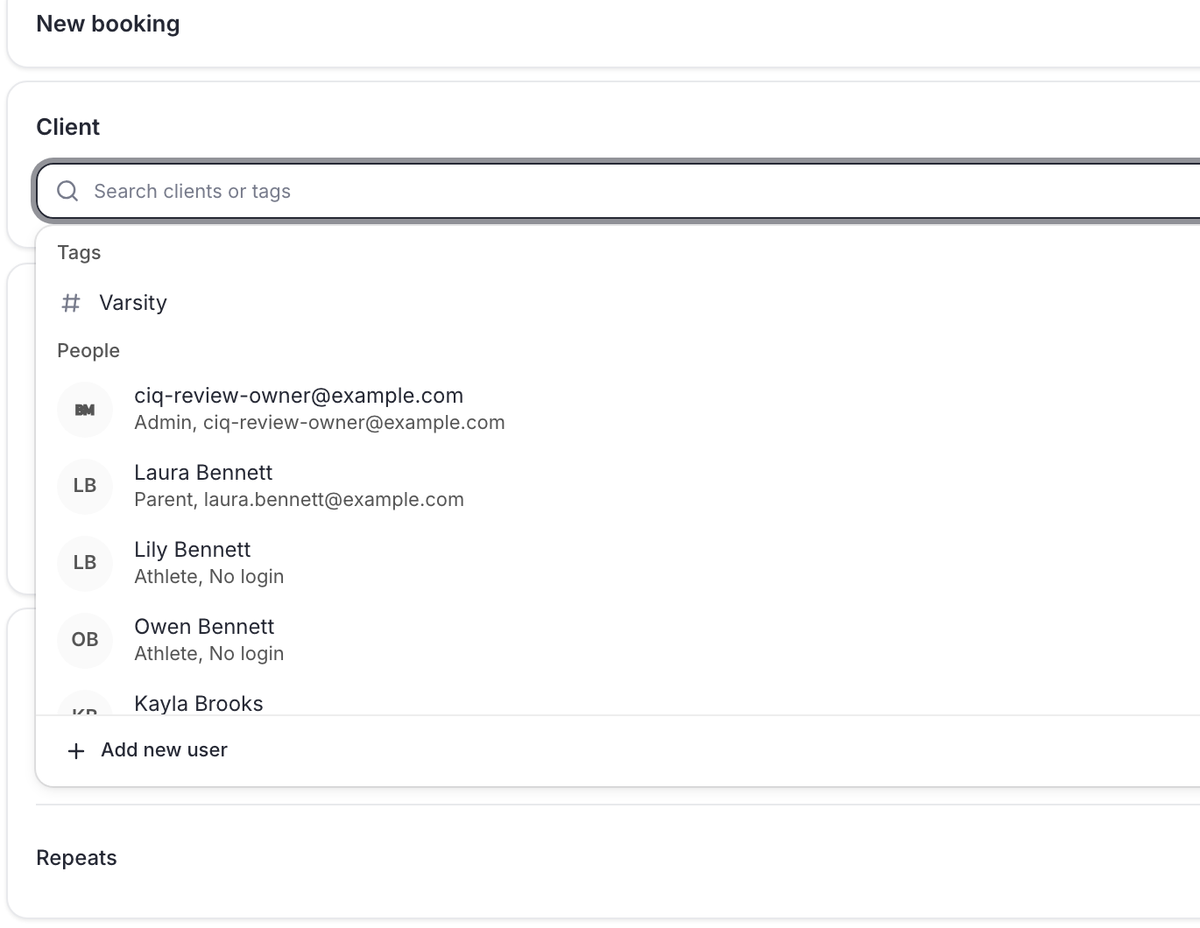 New booking
Client
Search clients or tags
Tags
# Varsity
People
BM
ciq-review-owner@example.com
Admin, ciq-review-owner@example.com
LB
Laura Bennett
Parent, laura.bennett@example.com
LB
Lily Bennett
Athlete, No login
OB
Owen Bennett
Athlete, No login
KB
Kayla Brooks
+ Add new user
Repeats